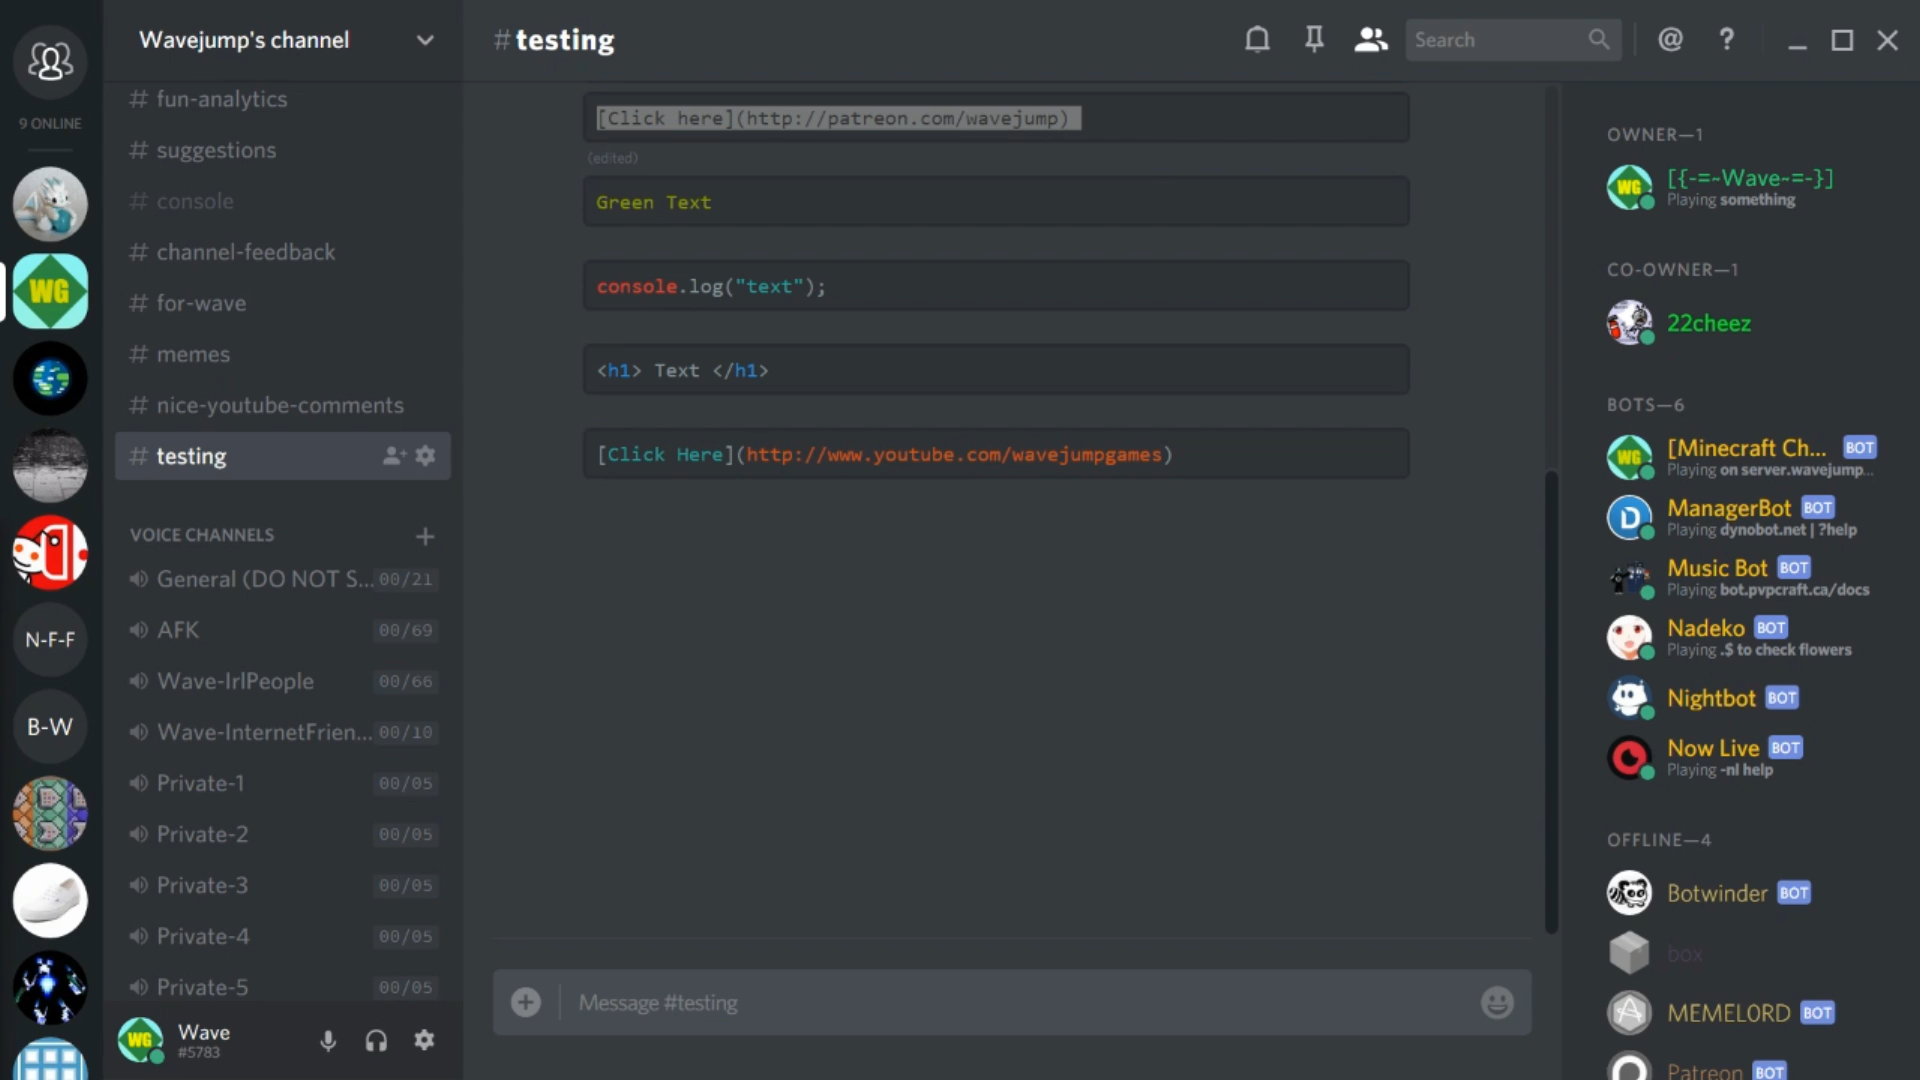 9 ONLINE
WG
N-F-F
B-W
Wavejump's channel
# fun-analytics
# suggestions
# console
# channel-feedback
# for-wave
# memes
# nice-youtube-comments
# testing
VOICE CHANNELS
General (DO NOT S... 00/21
AFK 00/69
Wave-IrlPeople 00/66
Wave-InternetFrien... 00/10
Private-1 00/05
Private-2 00/05
Private-3 00/05
Private-4 00/05
Private-5 00/05
WG
Wave
#5783
#testing
Search
@ ?
[Click here](http://patreon.com/wavejump)
(edited)
Green Text
console.log("text");
<h1> Text </h1>
[Click Here](http://www.youtube.com/wavejumpgames)
Message #testing
OWNER—1
WG
[{-=~Wave~=-}]
Playing something
CO-OWNER—1
22cheez
BOTS—6
WG
[Minecraft Ch... BOT
Playing on server.wavejump...
ManagerBot BOT
Playing dynobot.net | ?help
Music Bot BOT
Playing bot.pvpcraft.ca/docs
Nadeko BOT
Playing .$ to check flowers
Nightbot BOT
Now Live BOT
Playing -nl help
OFFLINE—4
Botwinder BOT
box
MEMEL0RD BOT
Patreon BOT